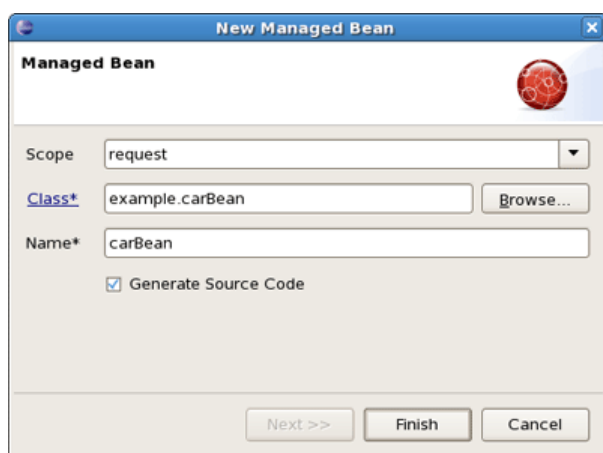 New Managed Bean
Managed Bean
Scope request
Class* example.carBean Browse...
Name* carBean
Generate Source Code
Next >> Finish Cancel